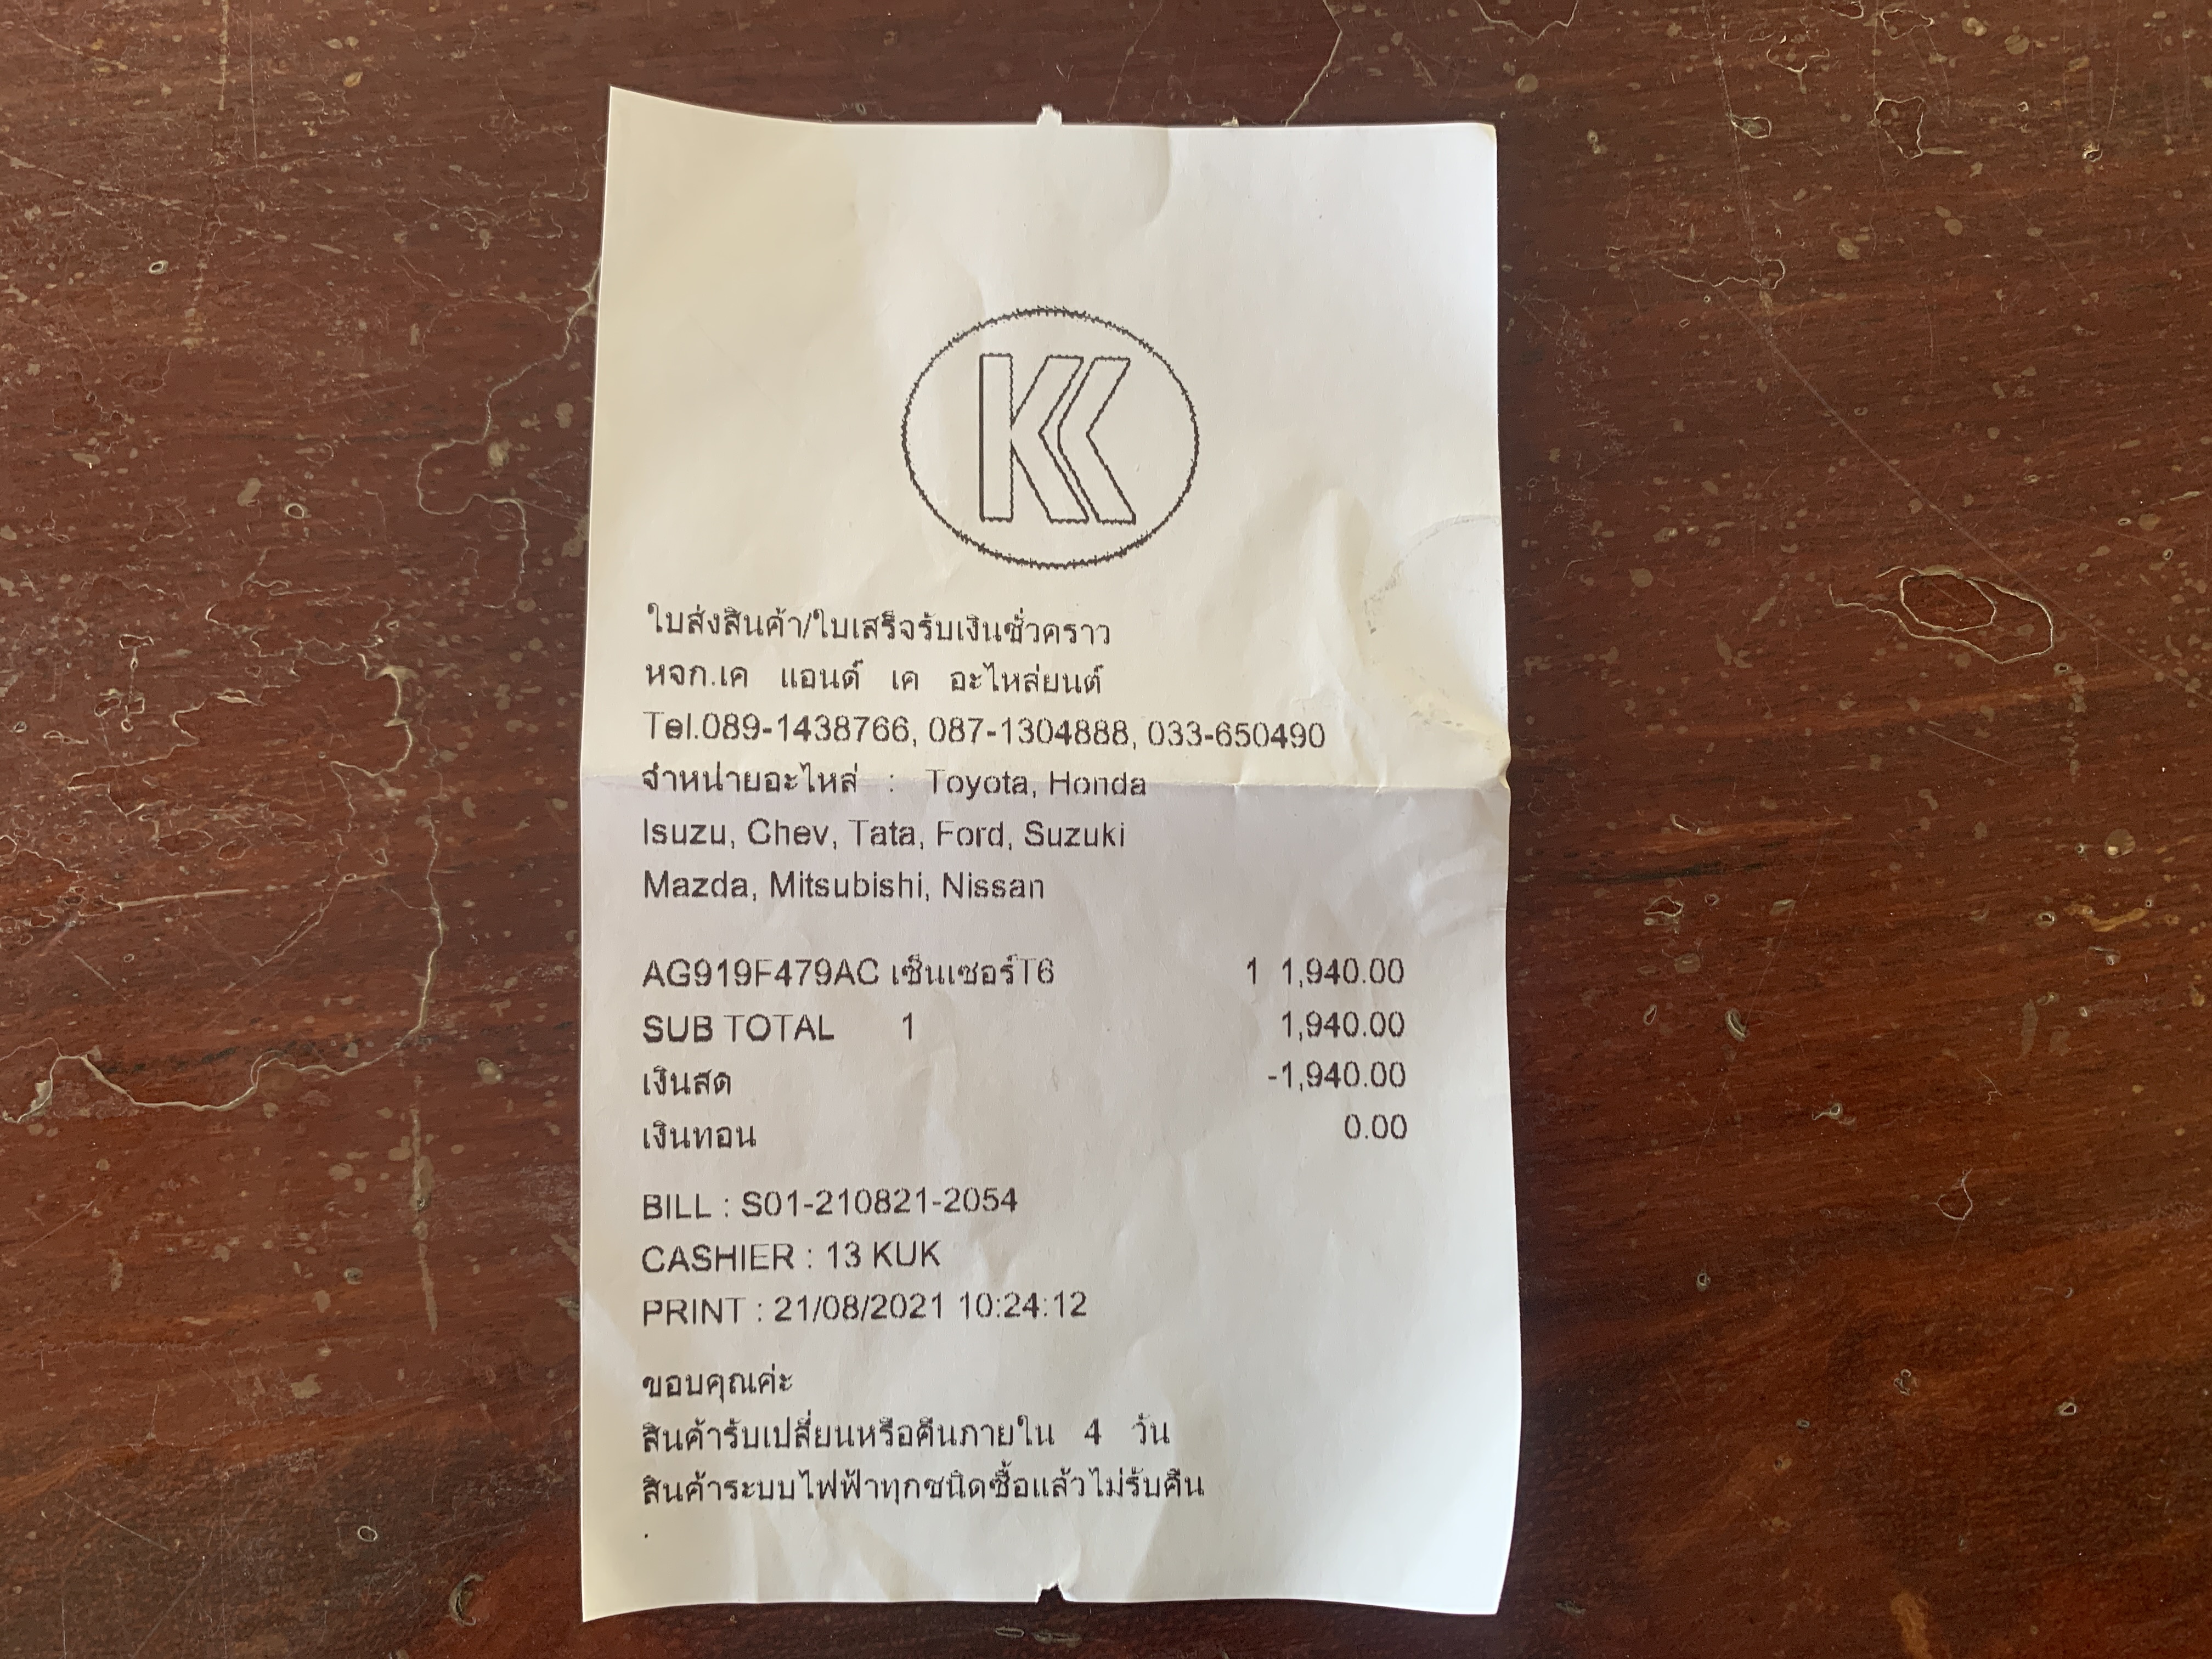 KK
ใบส่งสินค้า/ใบเสร็จรับเงินชั่วคราว
หจก.เค แอนด์ เค อะไหล่ยนต์
Tel.089-1438766, 087-1304888, 033-650490
จำหน่ายอะไหล่ : Toyota, Honda
Isuzu, Chev, Tata, Ford, Suzuki
Mazda, Mitsubishi, Nissan
AG919F479AC เซ็นเซอร์T6 1 1,940.00
SUB TOTAL 1 1,940.00
เงินสด -1,940.00
เงินทอน 0.00
BILL : S01-210821-2054
CASHIER : 13 KUK
PRINT : 21/08/2021 10:24:12
ขอบคุณค่ะ
สินค้ารับเปลี่ยนหรือคืนภายใน 4 วัน
สินค้าระบบไฟฟ้าทุกชนิดซื้อแล้วไม่รับคืน
.